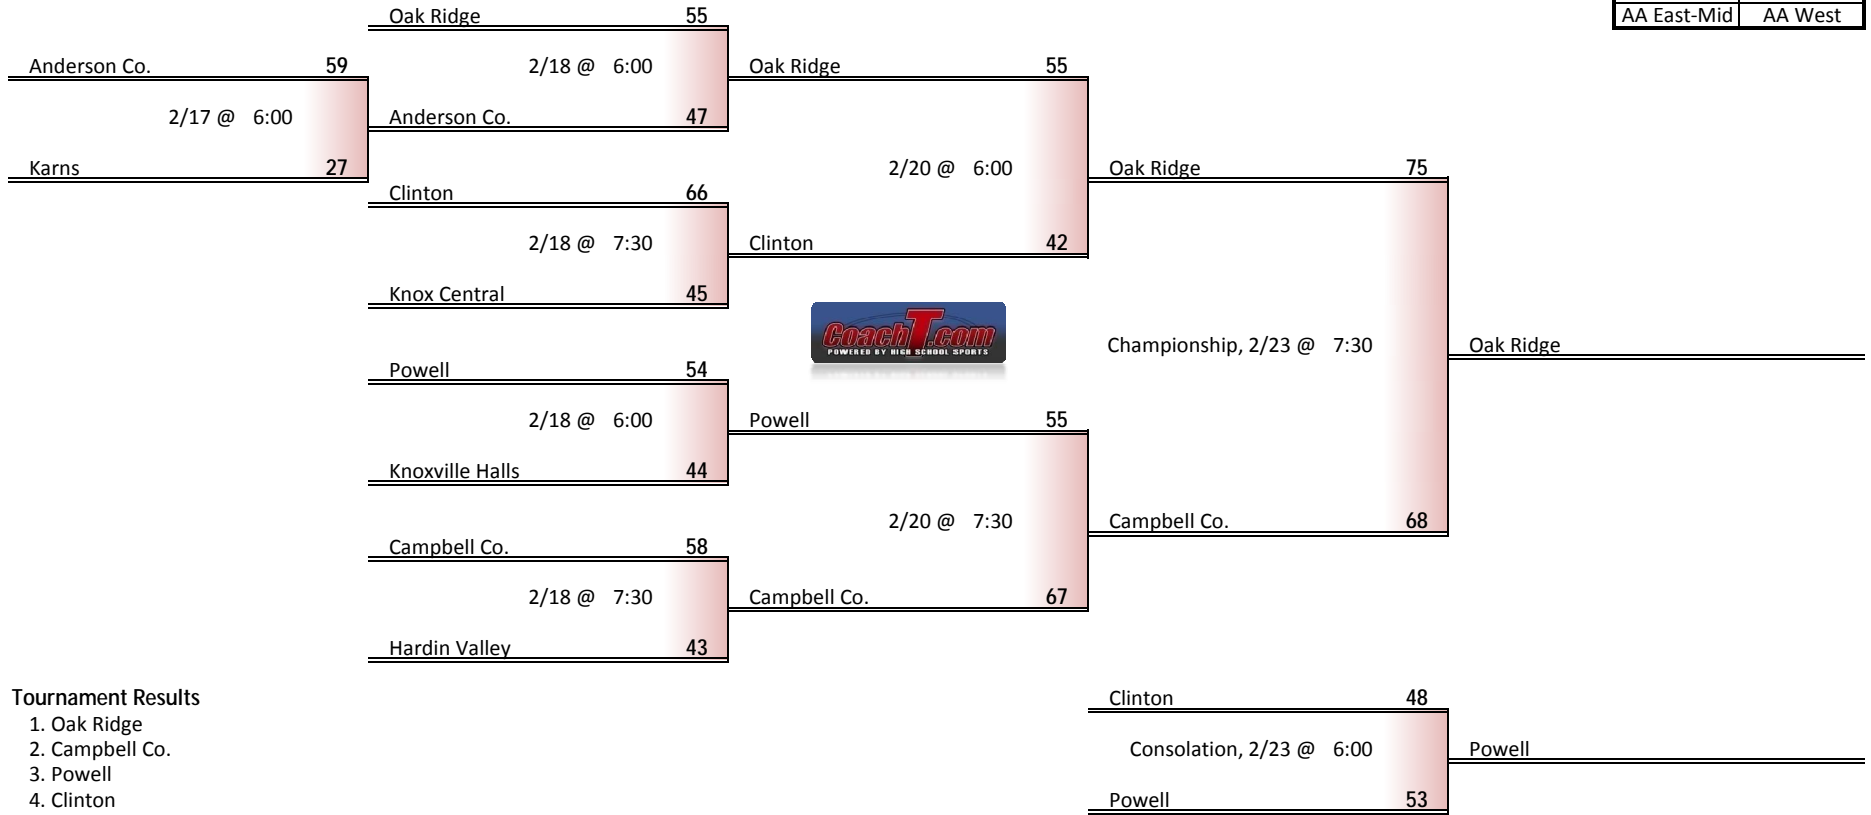 Oak Ridge 55
AA East-Mid AA West
Anderson Co. 59
2/18 @ 6:00
Oak Ridge 55
2/17 @ 6:00
Anderson Co. 47
Karns 27
2/20 @ 6:00
Oak Ridge 75
Clinton 66
2/18 @ 7:30
Clinton 42
Knox Central 45
CoachT.com
POWERED BY HIGH SCHOOL SPORTS
Championship, 2/23 @ 7:30
Oak Ridge
Powell 54
2/18 @ 6:00
Powell 55
Knoxville Halls 44
2/20 @ 7:30
Campbell Co. 68
Campbell Co. 58
2/18 @ 7:30
Campbell Co. 67
Hardin Valley 43
Tournament Results
1. Oak Ridge
2. Campbell Co.
3. Powell
4. Clinton
Clinton 48
Consolation, 2/23 @ 6:00
Powell
Powell 53